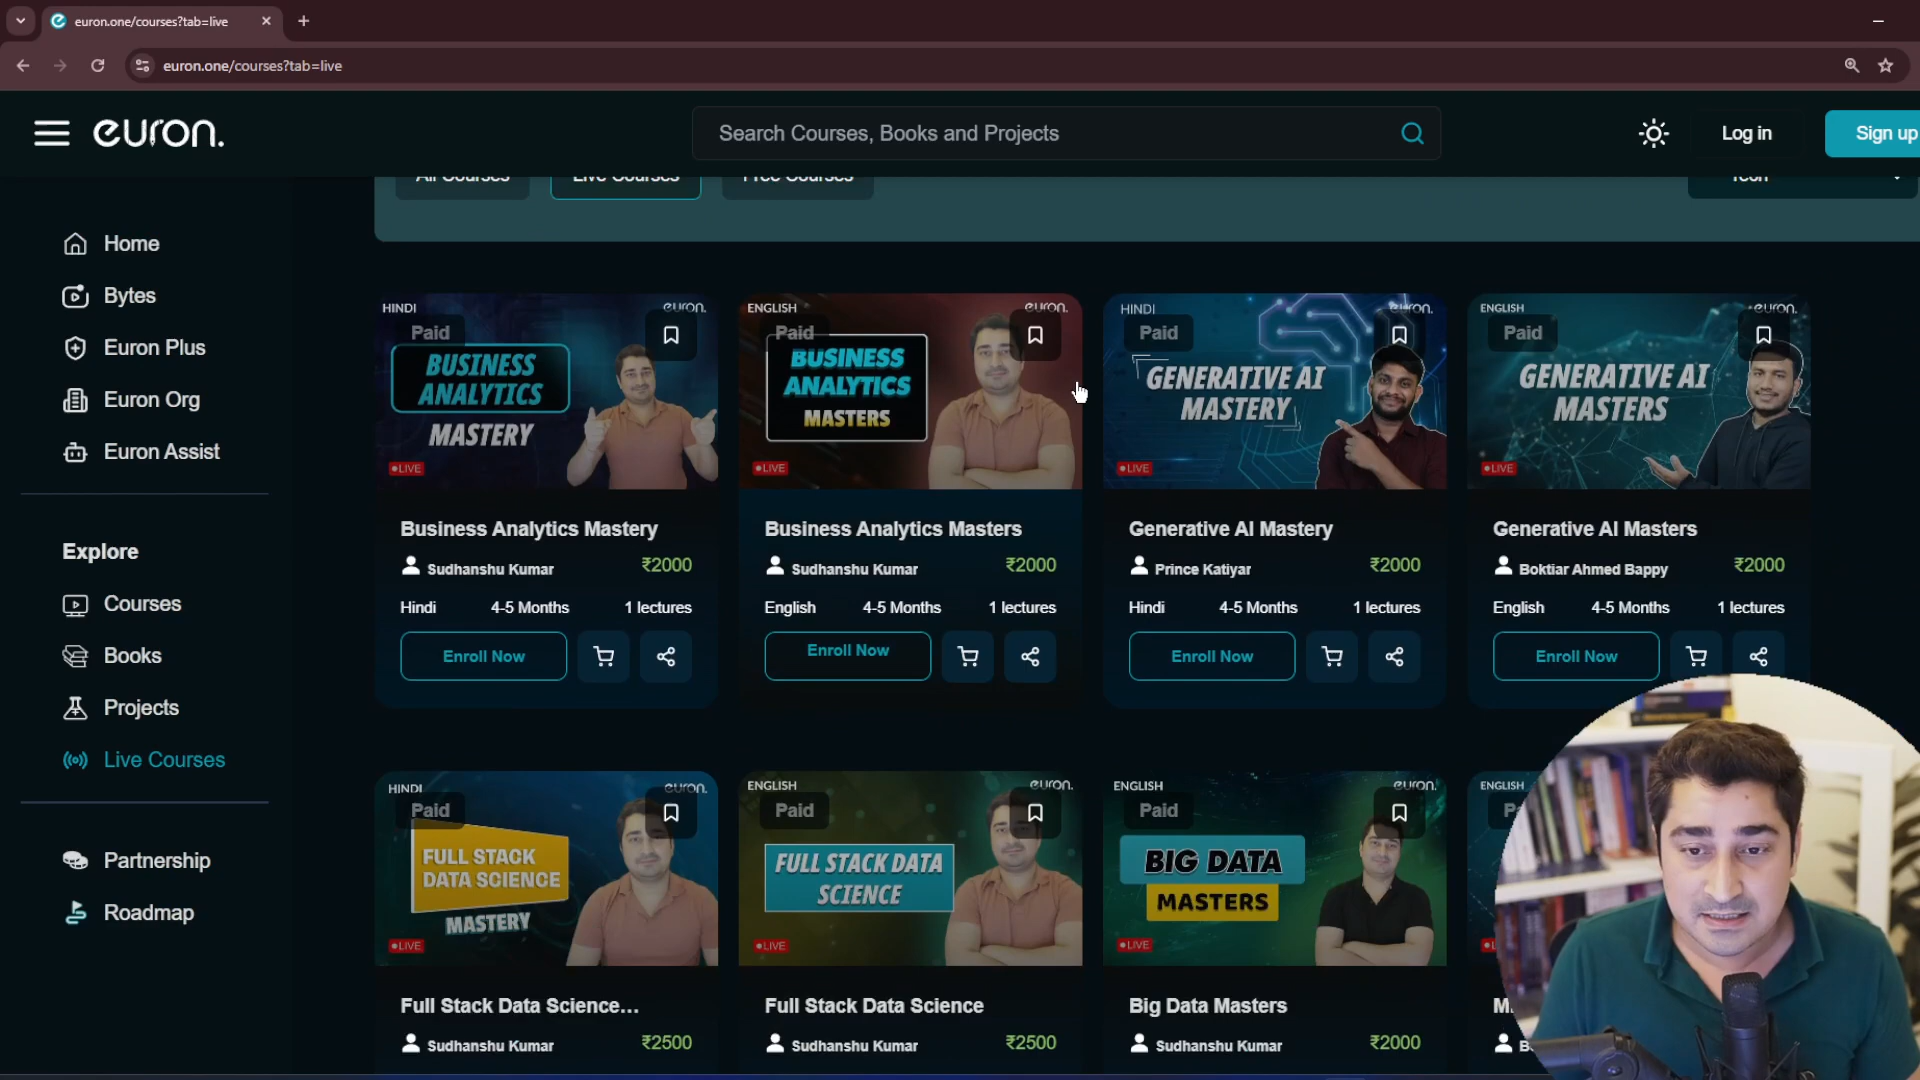 euron.one/courses?tab=live
euron.one/courses?tab=live
euron.
Search Courses, Books and Projects
Log in
Sign up
All Courses
Live Courses
Free Courses
Tech
Home
Bytes
Euron Plus
Euron Org
Euron Assist
Explore
Courses
Books
Projects
Live Courses
Partnership
Roadmap
HINDI
euron.
Paid
BUSINESS
ANALYTICS
MASTERY
LIVE
Business Analytics Mastery
Sudhanshu Kumar
₹2000
Hindi
4-5 Months
1 lectures
Enroll Now
ENGLISH
euron.
Paid
BUSINESS
ANALYTICS
MASTERS
LIVE
Business Analytics Masters
Sudhanshu Kumar
₹2000
English
4-5 Months
1 lectures
Enroll Now
HINDI
euron.
Paid
GENERATIVE AI
MASTERY
LIVE
Generative AI Mastery
Prince Katiyar
₹2000
Hindi
4-5 Months
1 lectures
Enroll Now
ENGLISH
euron.
Paid
GENERATIVE AI
MASTERS
LIVE
Generative AI Masters
Boktiar Ahmed Bappy
₹2000
English
4-5 Months
1 lectures
Enroll Now
HINDI
euron.
Paid
FULL STACK
DATA SCIENCE
MASTERY
LIVE
Full Stack Data Science...
Sudhanshu Kumar
₹2500
ENGLISH
euron.
Paid
FULL STACK DATA
SCIENCE
LIVE
Full Stack Data Science
Sudhanshu Kumar
₹2500
ENGLISH
euron.
Paid
BIG DATA
MASTERS
LIVE
Big Data Masters
Sudhanshu Kumar
₹2000
ENGLISH